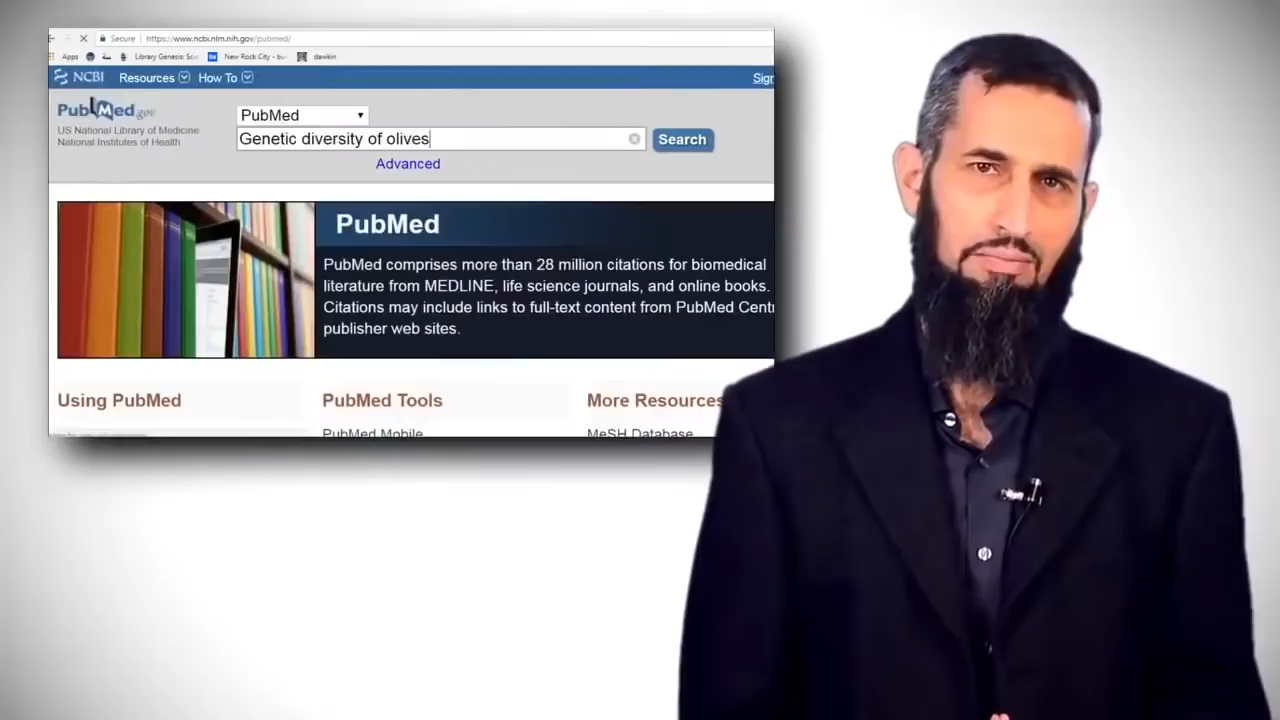 Secure https://www.ncbi.nlm.nih.gov/pubmed/
Apps Library Genesis: Sci New Rock City - bu dawkin
NCBI Resources How To Sign
PubMed.gov
US National Library of Medicine
National Institutes of Health
PubMed
Genetic diversity of olives
Search
Advanced
PubMed
PubMed comprises more than 28 million citations for biomedical
literature from MEDLINE, life science journals, and online books.
Citations may include links to full-text content from PubMed Centr
publisher web sites.
Using PubMed PubMed Tools More Resources
PubMed Mobile MeSH Database